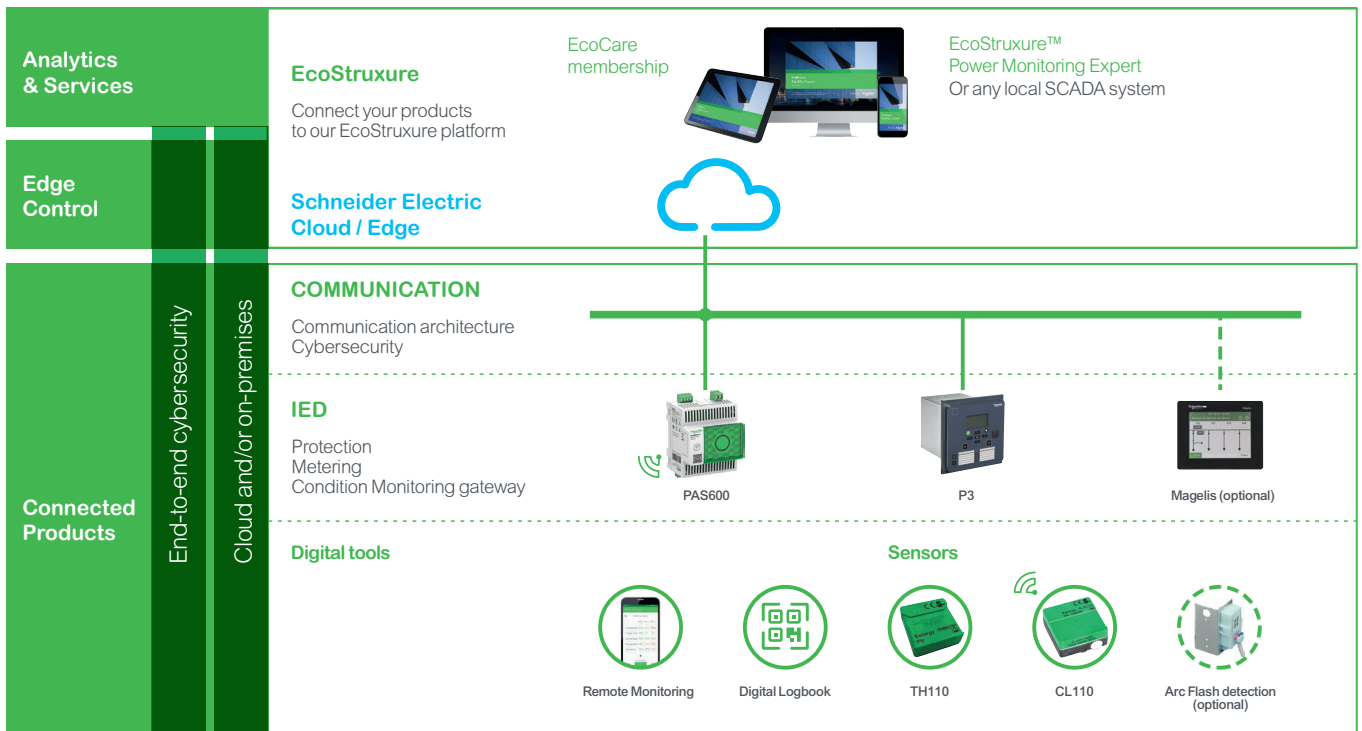 Analytics
& Services
EcoStruxure
Connect your products
to our EcoStruxure platform
EcoCare
membership
EcoStruxure™
Power Monitoring Expert
Or any local SCADA system
Edge
Control
Schneider Electric
Cloud / Edge
Connected
Products
End-to-end cybersecurity
Cloud and/or on-premises
COMMUNICATION
Communication architecture
Cybersecurity
IED
Protection
Metering
Condition Monitoring gateway
PAS600
P3
Magelis (optional)
Digital tools
Sensors
Remote Monitoring
Digital Logbook
TH110
CL110
Arc Flash detection
(optional)